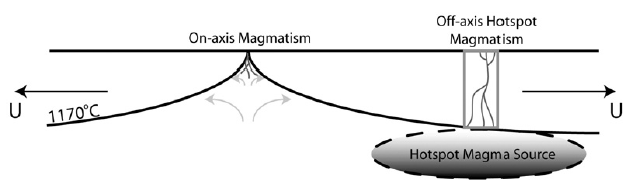 Off-axis Hotspot
Magmatism
On-axis Magmatism
U
1170°C
U
Hotspot Magma Source